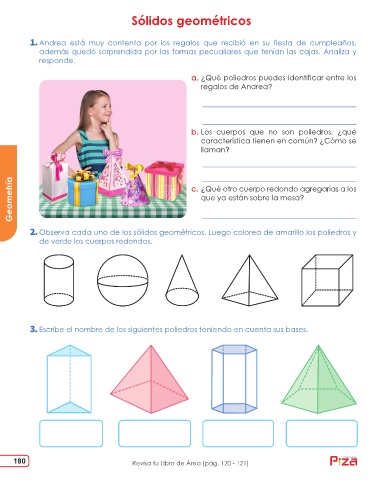 Sólidos geométricos
1. Andrea está muy contenta por los regalos que recibió en su fiesta de cumpleaños,
además quedó sorprendida por las formas pecualiares que tenían las cajas. Analiza y
responde.
a. ¿Qué poliedros puedes identificar entre los
regalos de Andrea?
b. Los cuerpos que no son poliedros, ¿qué
característica tienen en común? ¿Cómo se
llaman?
c. ¿Qué otro cuerpo redondo agregarías a los
que ya están sobre la mesa?
Geometría
2. Observa cada uno de los sólidos geométricos. Luego colorea de amarillo los poliedros y
de verde los cuerpos redondos.
3. Escribe el nombre de los siguientes poliedros teniendo en cuenta sus bases.
180
Revisa tu Libro de Área (pág. 120 - 121)